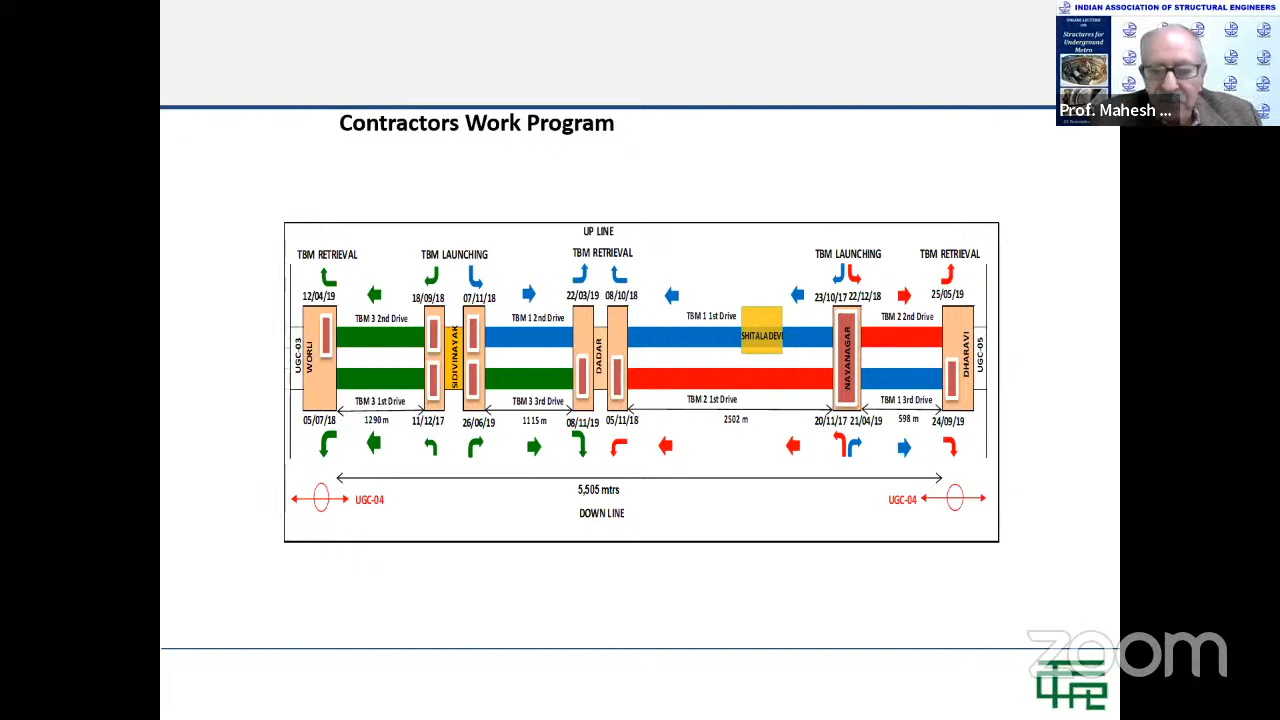 INDIAN ASSOCIATION OF STRUCTURAL ENGINEERS
ONLINE LECTURE
ON
Structures for
Underground
Metro
Prof. Mahesh ...
Contractors Work Program
UP LINE
TBM RETRIEVAL
TBM LAUNCHING
TBM RETRIEVAL
TBM LAUNCHING
TBM RETRIEVAL
12/04/19
18/09/18
07/11/18
22/03/19
08/10/18
23/10/17
22/12/18
25/05/19
TBM 3 2nd Drive
TBM 1 2nd Drive
TBM 1 1st Drive
TBM 2 2nd Drive
UGC-03
WORLI
SIDIVINAYAK
DADAR
SHITALADEVI
NAYANAGAR
DHARAVI
UGC-05
TBM 3 1st Drive
TBM 3 3rd Drive
TBM 2 1st Drive
TBM 1 3rd Drive
1290 m
1115 m
2502 m
598 m
05/07/18
11/12/17
26/06/19
08/11/19
05/11/18
20/11/17
21/04/19
24/09/19
5,505 mtrs
UGC-04
UGC-04
DOWN LINE
zoom